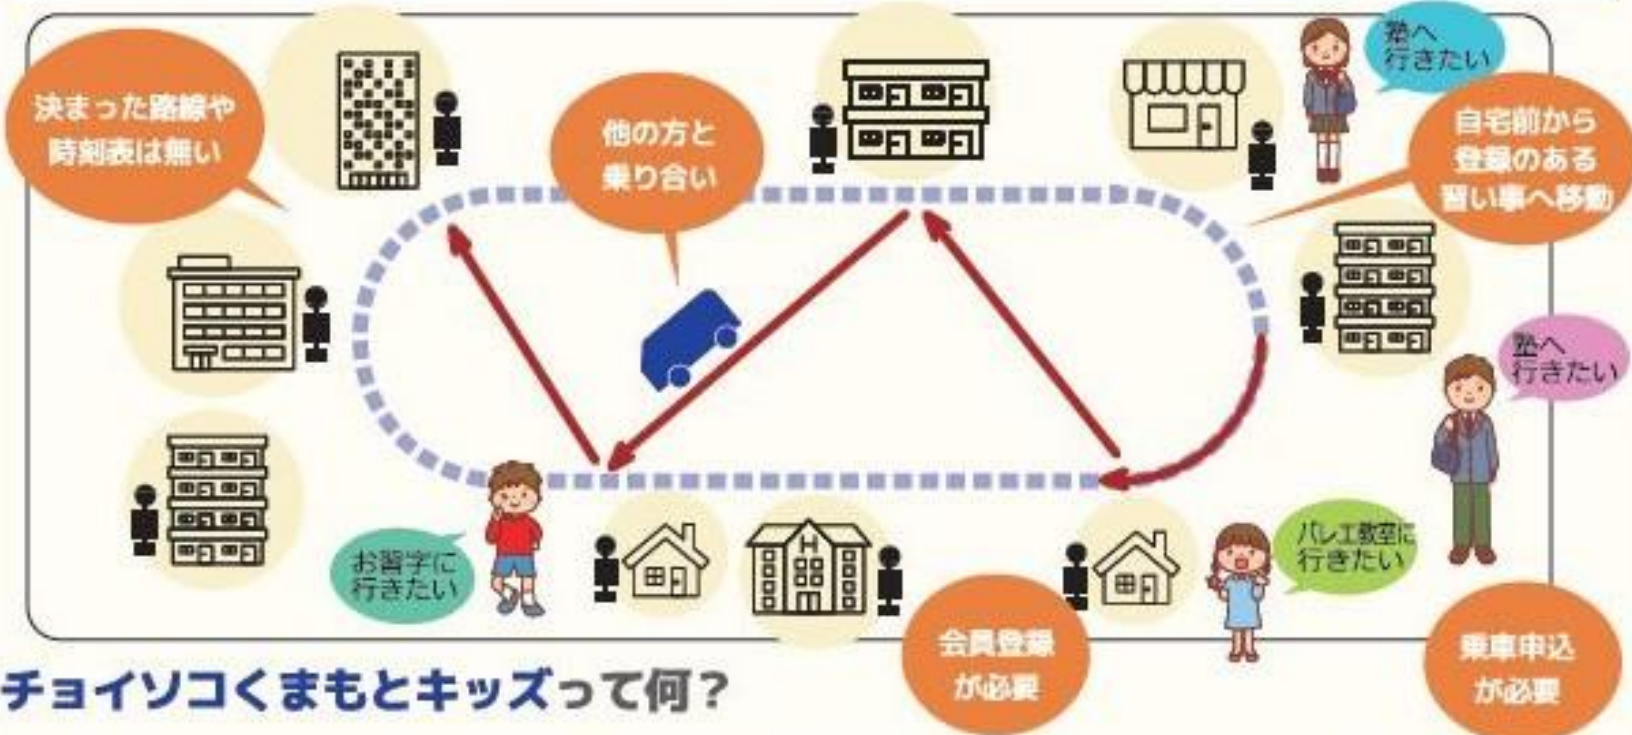 塾へ
行きたい
決まった路線や
時刻表は無い
他の方と
乗り合い
自宅前から
登録のある
習い事へ移動
塾へ
行きたい
お習字に
行きたい
H
バレエ教室に
行きたい
会員登録
が必要
乗車申込
が必要
チョイソコくまもとキッズって何？